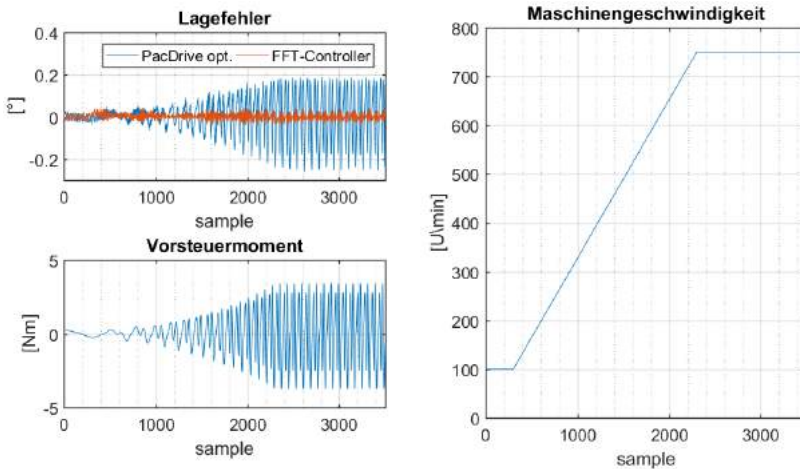 Lagefehler
0.4
0.2
0
-0.2
[°]
PacDrive opt. FFT-Controller
0 1000 2000 3000
sample
Vorsteuermoment
5
0
-5
[Nm]
0 1000 2000 3000
sample
Maschinengeschwindigkeit
800
700
600
500
400
300
200
100
0
[U\min]
0 1000 2000 3000
sample